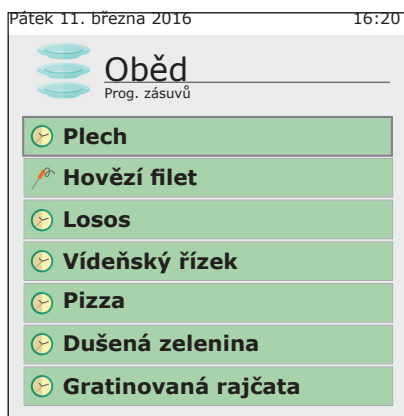 Pátek 11. března 2016 16:20
Oběd
Prog. zásuvů
Plech
Hovězí filet
Losos
Vídeňský řízek
Pizza
Dušená zelenina
Gratinovaná rajčata